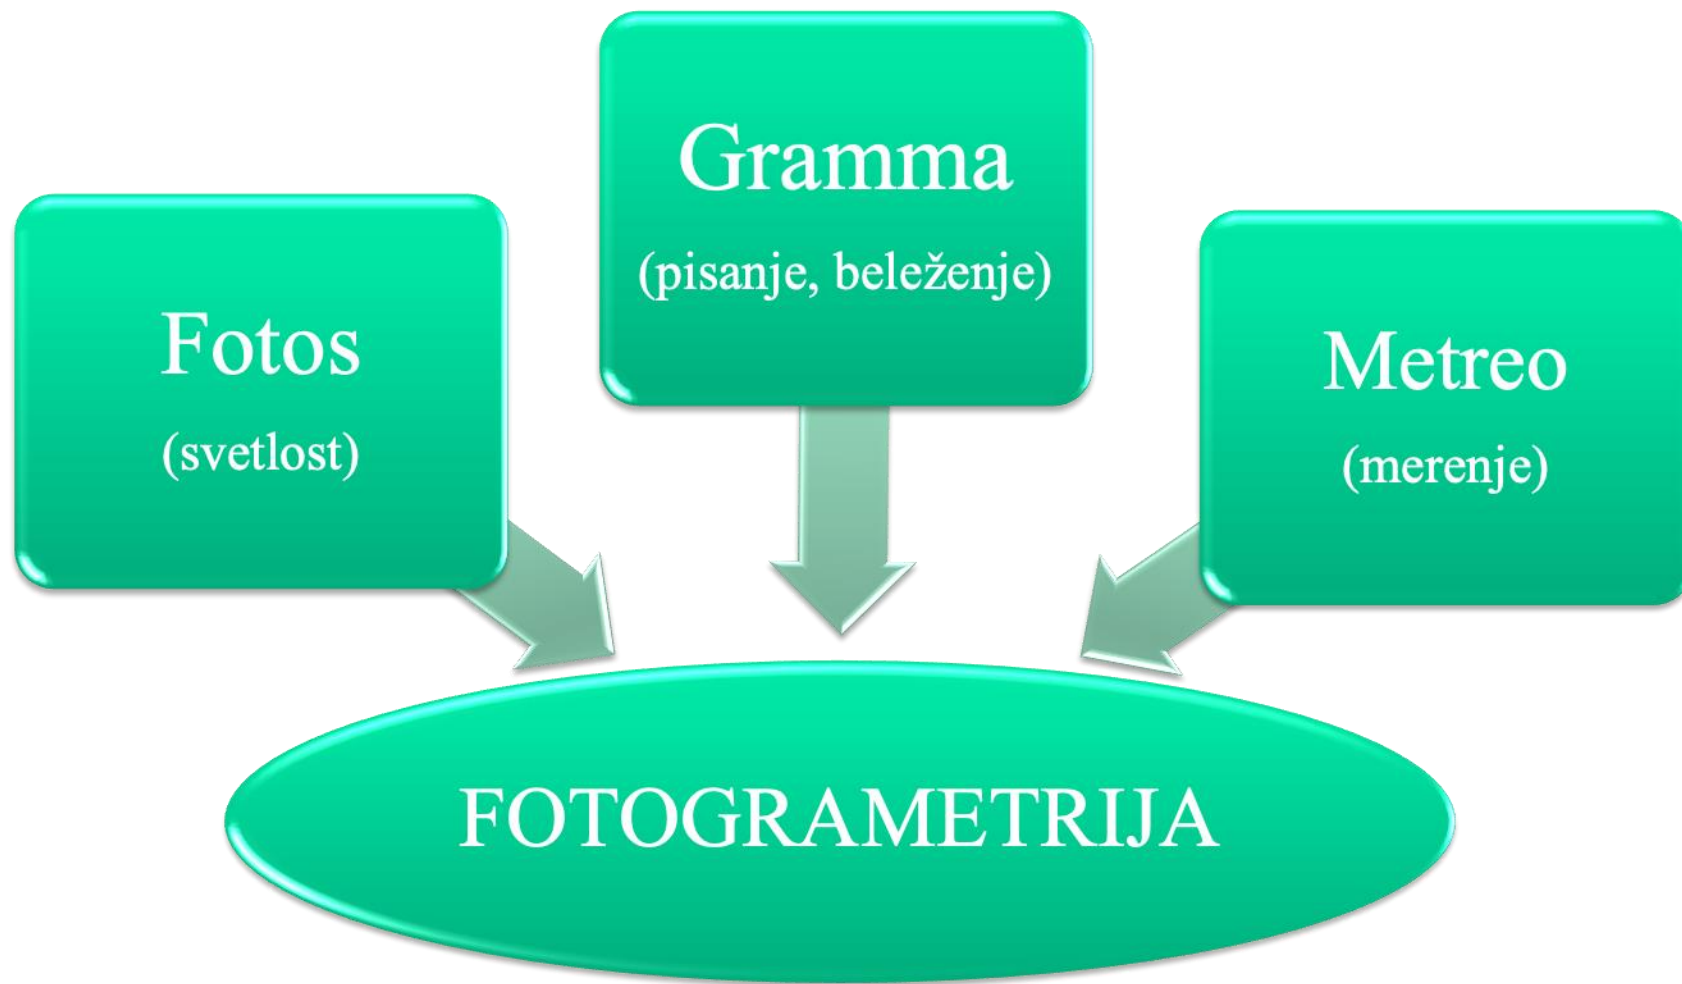 Fotos
(svetlost)
Gramma
(pisanje, beleženje)
Metreo
(merenje)
FOTOGRAMETRIJA